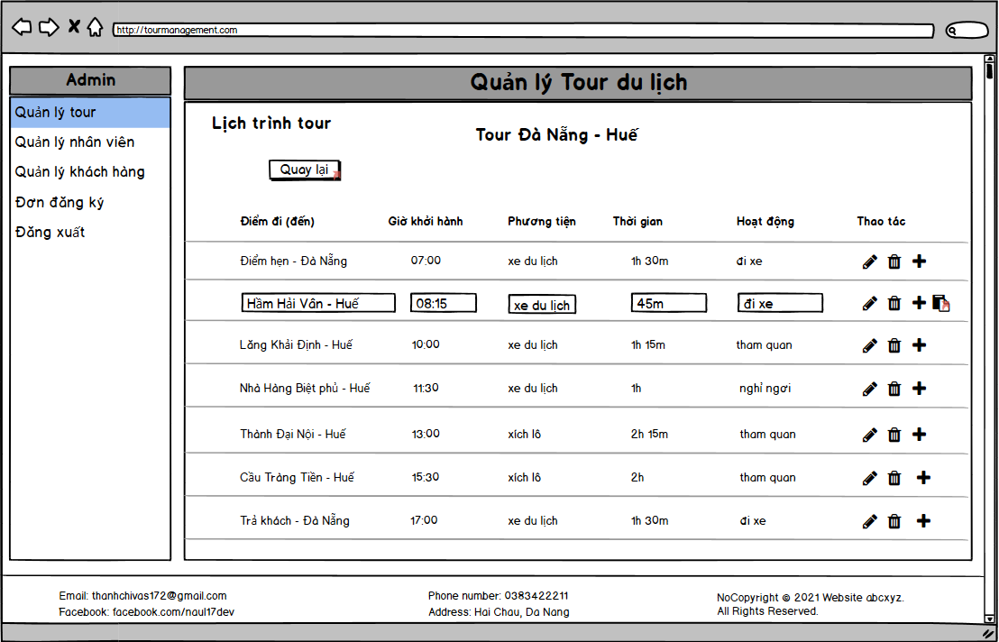 http://tourmanagement.com
Admin
Quản lý tour
Quản lý nhân viên
Quản lý khách hàng
Đơn đăng ký
Đăng xuất
Quản lý Tour du lịch
Lịch trình tour
Tour Đà Nẵng - Huế
Quay lại
Điểm đi (đến) Giờ khởi hành Phương tiện Thời gian Hoạt động Thao tác
Điểm hẹn - Đà Nẵng 07:00 xe du lịch 1h 30m đi xe
Hầm Hải Vân - Huế 08:15 xe du lịch 45m đi xe
Lăng Khải Định - Huế 10:00 xe du lịch 1h 15m tham quan
Nhà Hàng Biệt phủ - Huế 11:30 xe du lịch 1h nghỉ ngơi
Thành Đại Nội - Huế 13:00 xích lô 2h 15m tham quan
Cầu Tràng Tiền - Huế 15:30 xích lô 2h tham quan
Trả khách - Đà Nẵng 17:00 xe du lịch 1h 30m đi xe
Email: thanhchivas172@gmail.com
Facebook: facebook.com/naul17dev
Phone number: 0383422211
Address: Hai Chau, Da Nang
NoCopyright © 2021 Website abcxyz.
All Rights Reserved.